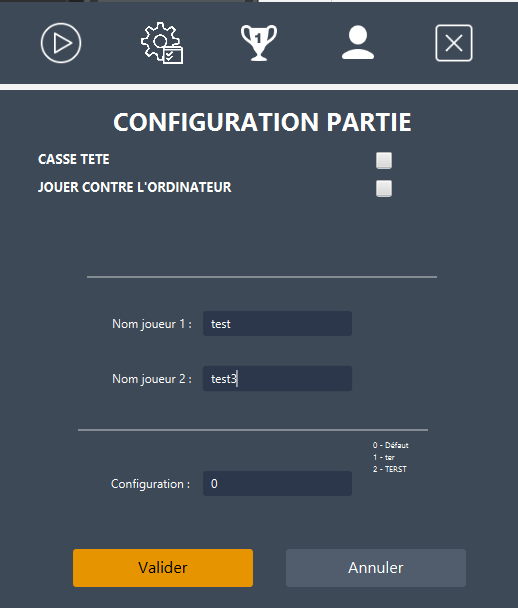 1
CONFIGURATION PARTIE
CASSE TETE
JOUER CONTRE L'ORDINATEUR
Nom joueur 1 : test
Nom joueur 2 : test3
0 - Défaut
1 - ter
2 - TERST
Configuration : 0
Valider Annuler